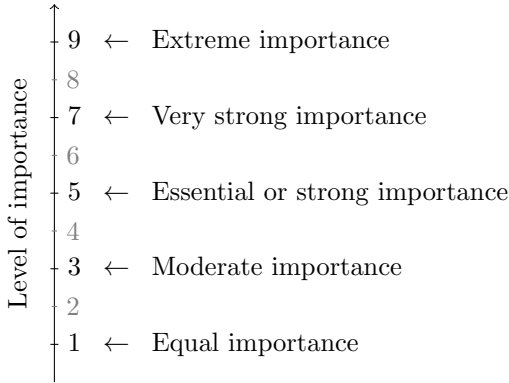 Level of importance
9 ← Extreme importance
8
7 ← Very strong importance
6
5 ← Essential or strong importance
4
3 ← Moderate importance
2
1 ← Equal importance